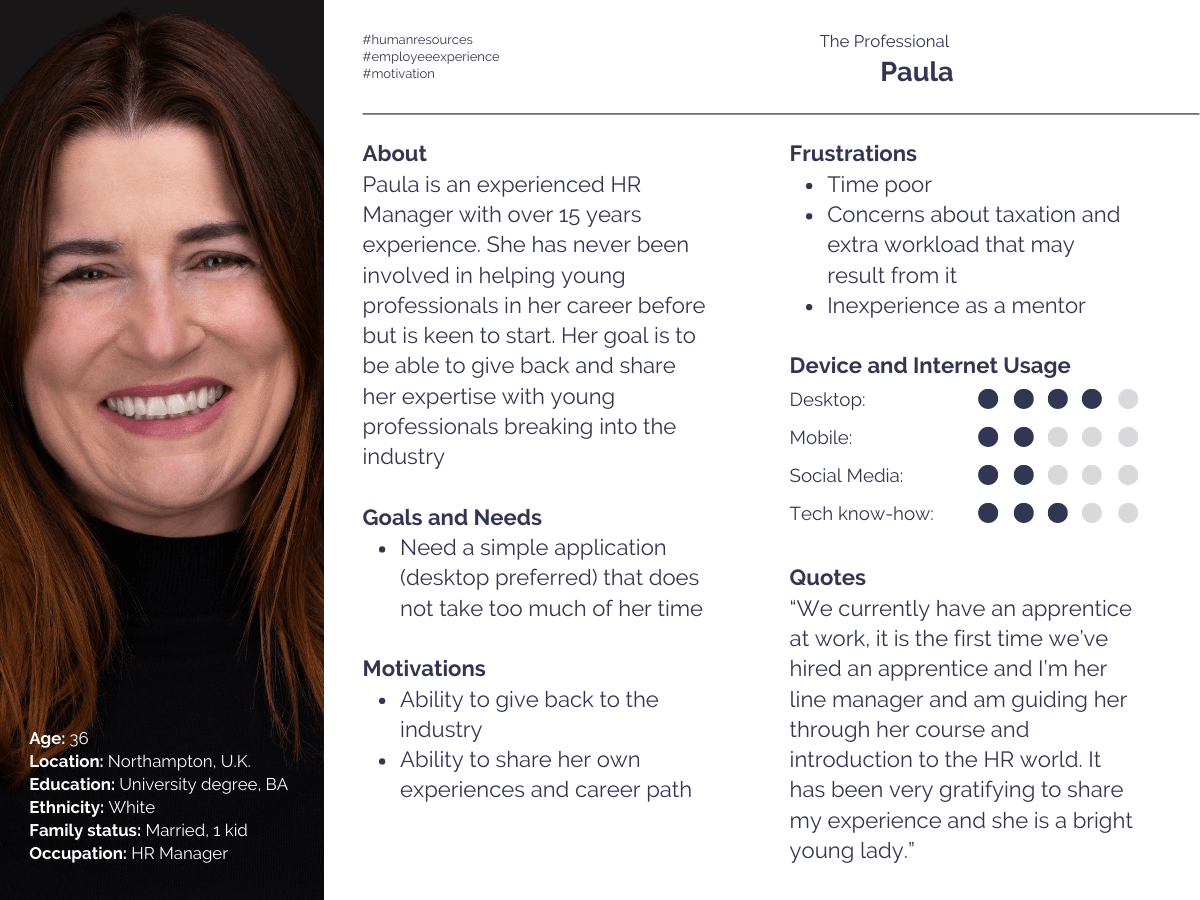 #humanresources
#employeeexperience
#motivation
The Professional
Paula
About
Paula is an experienced HR
Manager with over 15 years
experience. She has never been
involved in helping young
professionals in her career before
but is keen to start. Her goal is to
be able to give back and share
her expertise with young
professionals breaking into the
industry
Goals and Needs
• Need a simple application
(desktop preferred) that does
not take too much of her time
Motivations
• Ability to give back to the
industry
• Ability to share her own
experiences and career path
Frustrations
• Time poor
• Concerns about taxation and
extra workload that may
result from it
• Inexperience as a mentor
Device and Internet Usage
Desktop:
Mobile:
Social Media:
Tech know-how:
Quotes
“We currently have an apprentice
at work, it is the first time we’ve
hired an apprentice and I’m her
line manager and am guiding her
through her course and
introduction to the HR world. It
has been very gratifying to share
my experience and she is a bright
young lady.”
Age: 36
Location: Northampton, U.K.
Education: University degree, BA
Ethnicity: White
Family status: Married, 1 kid
Occupation: HR Manager